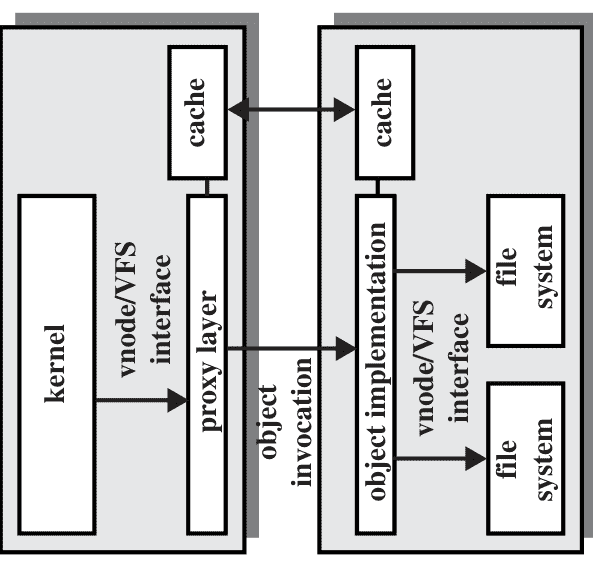 cache
cache
kernel
vnode/VFS
interface
proxy layer
object
invocation
object implementation
vnode/VFS
interface
file
system
file
system